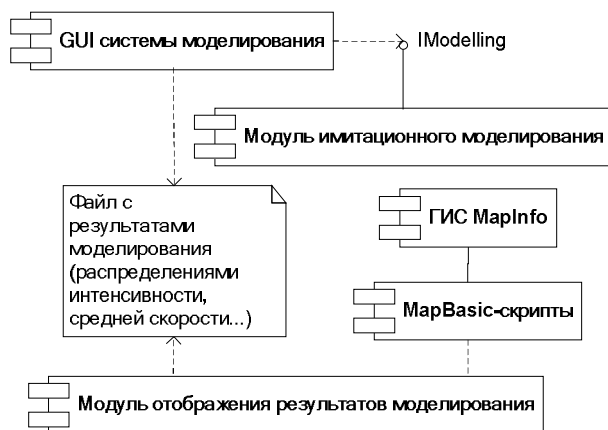 GUI системы моделирования
IModelling
Модуль имитационного моделирования
Файл с
результатами
моделирования
(распределениями
интенсивности,
средней скорости...)
ГИС MapInfo
MapBasic-скрипты
Модуль отображения результатов моделирования